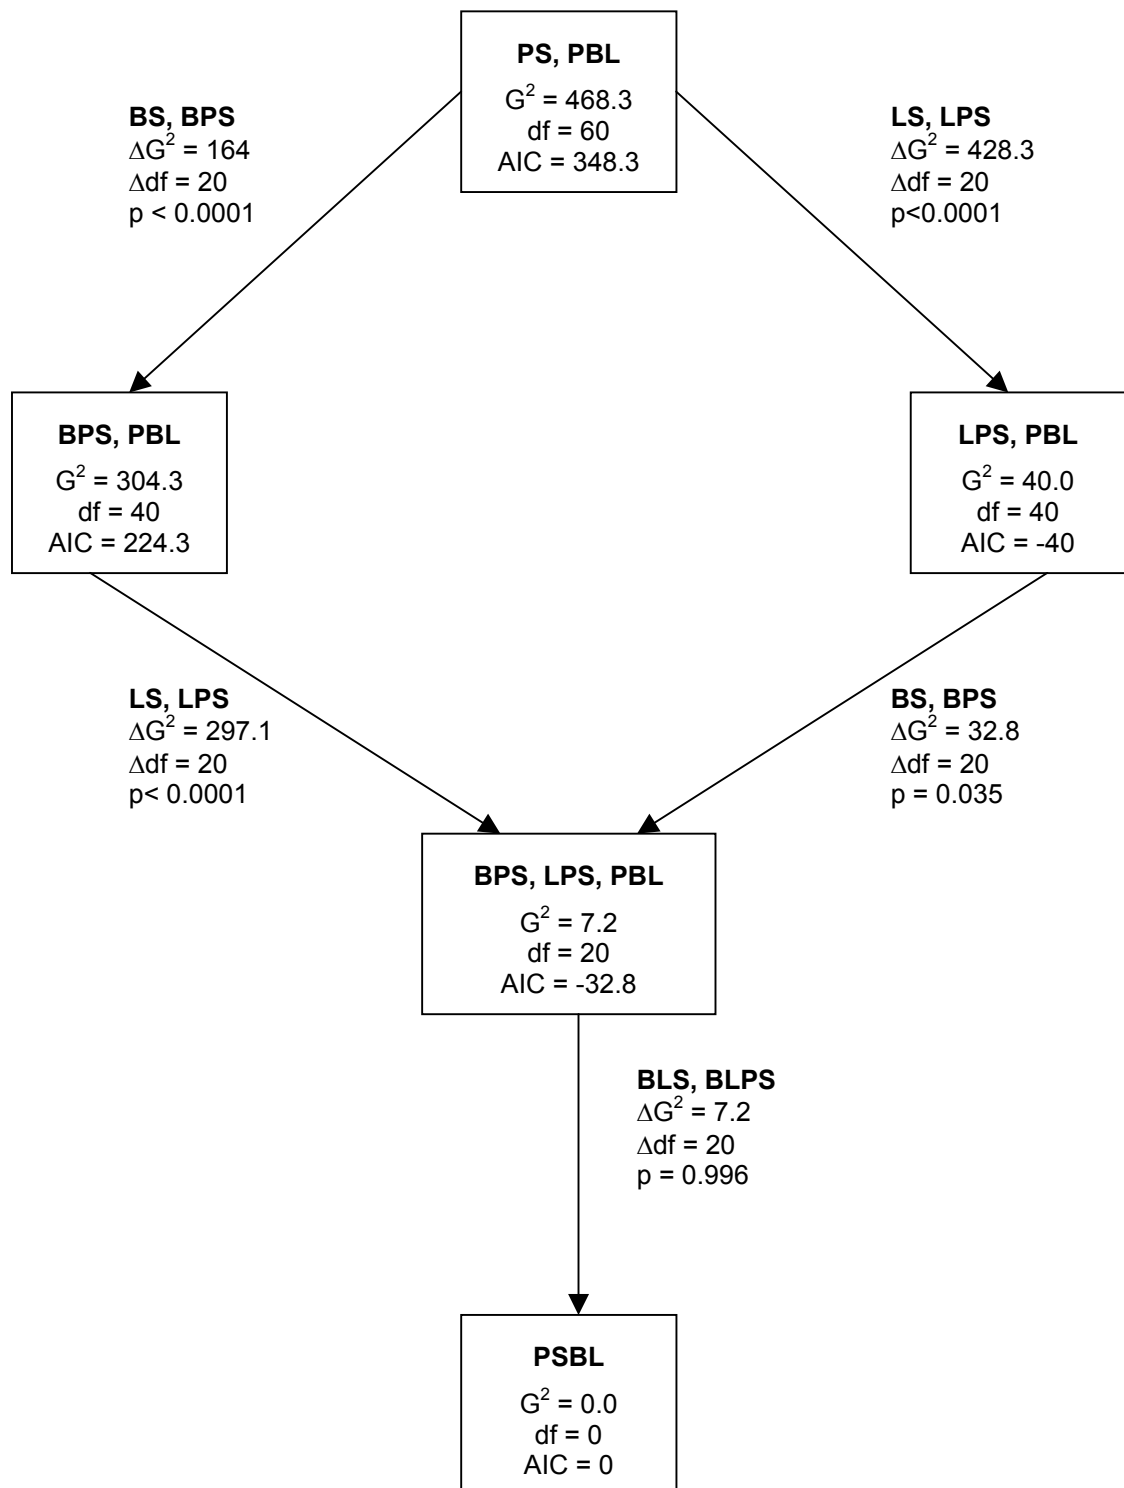 PS, PBL
G² = 468.3
df = 60
AIC = 348.3
BS, BPS
ΔG² = 164
Δdf = 20
p < 0.0001
LS, LPS
ΔG² = 428.3
Δdf = 20
p<0.0001
BPS, PBL
G² = 304.3
df = 40
AIC = 224.3
LPS, PBL
G² = 40.0
df = 40
AIC = -40
LS, LPS
ΔG² = 297.1
Δdf = 20
p< 0.0001
BS, BPS
ΔG² = 32.8
Δdf = 20
p = 0.035
BPS, LPS, PBL
G² = 7.2
df = 20
AIC = -32.8
BLS, BLPS
ΔG² = 7.2
Δdf = 20
p = 0.996
PSBL
G² = 0.0
df = 0
AIC = 0